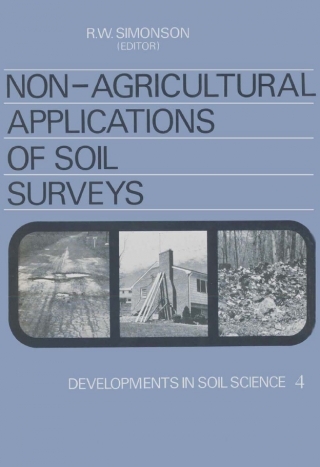 R.W. SIMONSON
(EDITOR)
NON-AGRICULTURAL
APPLICATIONS
OF SOIL
SURVEYS
DEVELOPMENTS IN SOIL SCIENCE 4